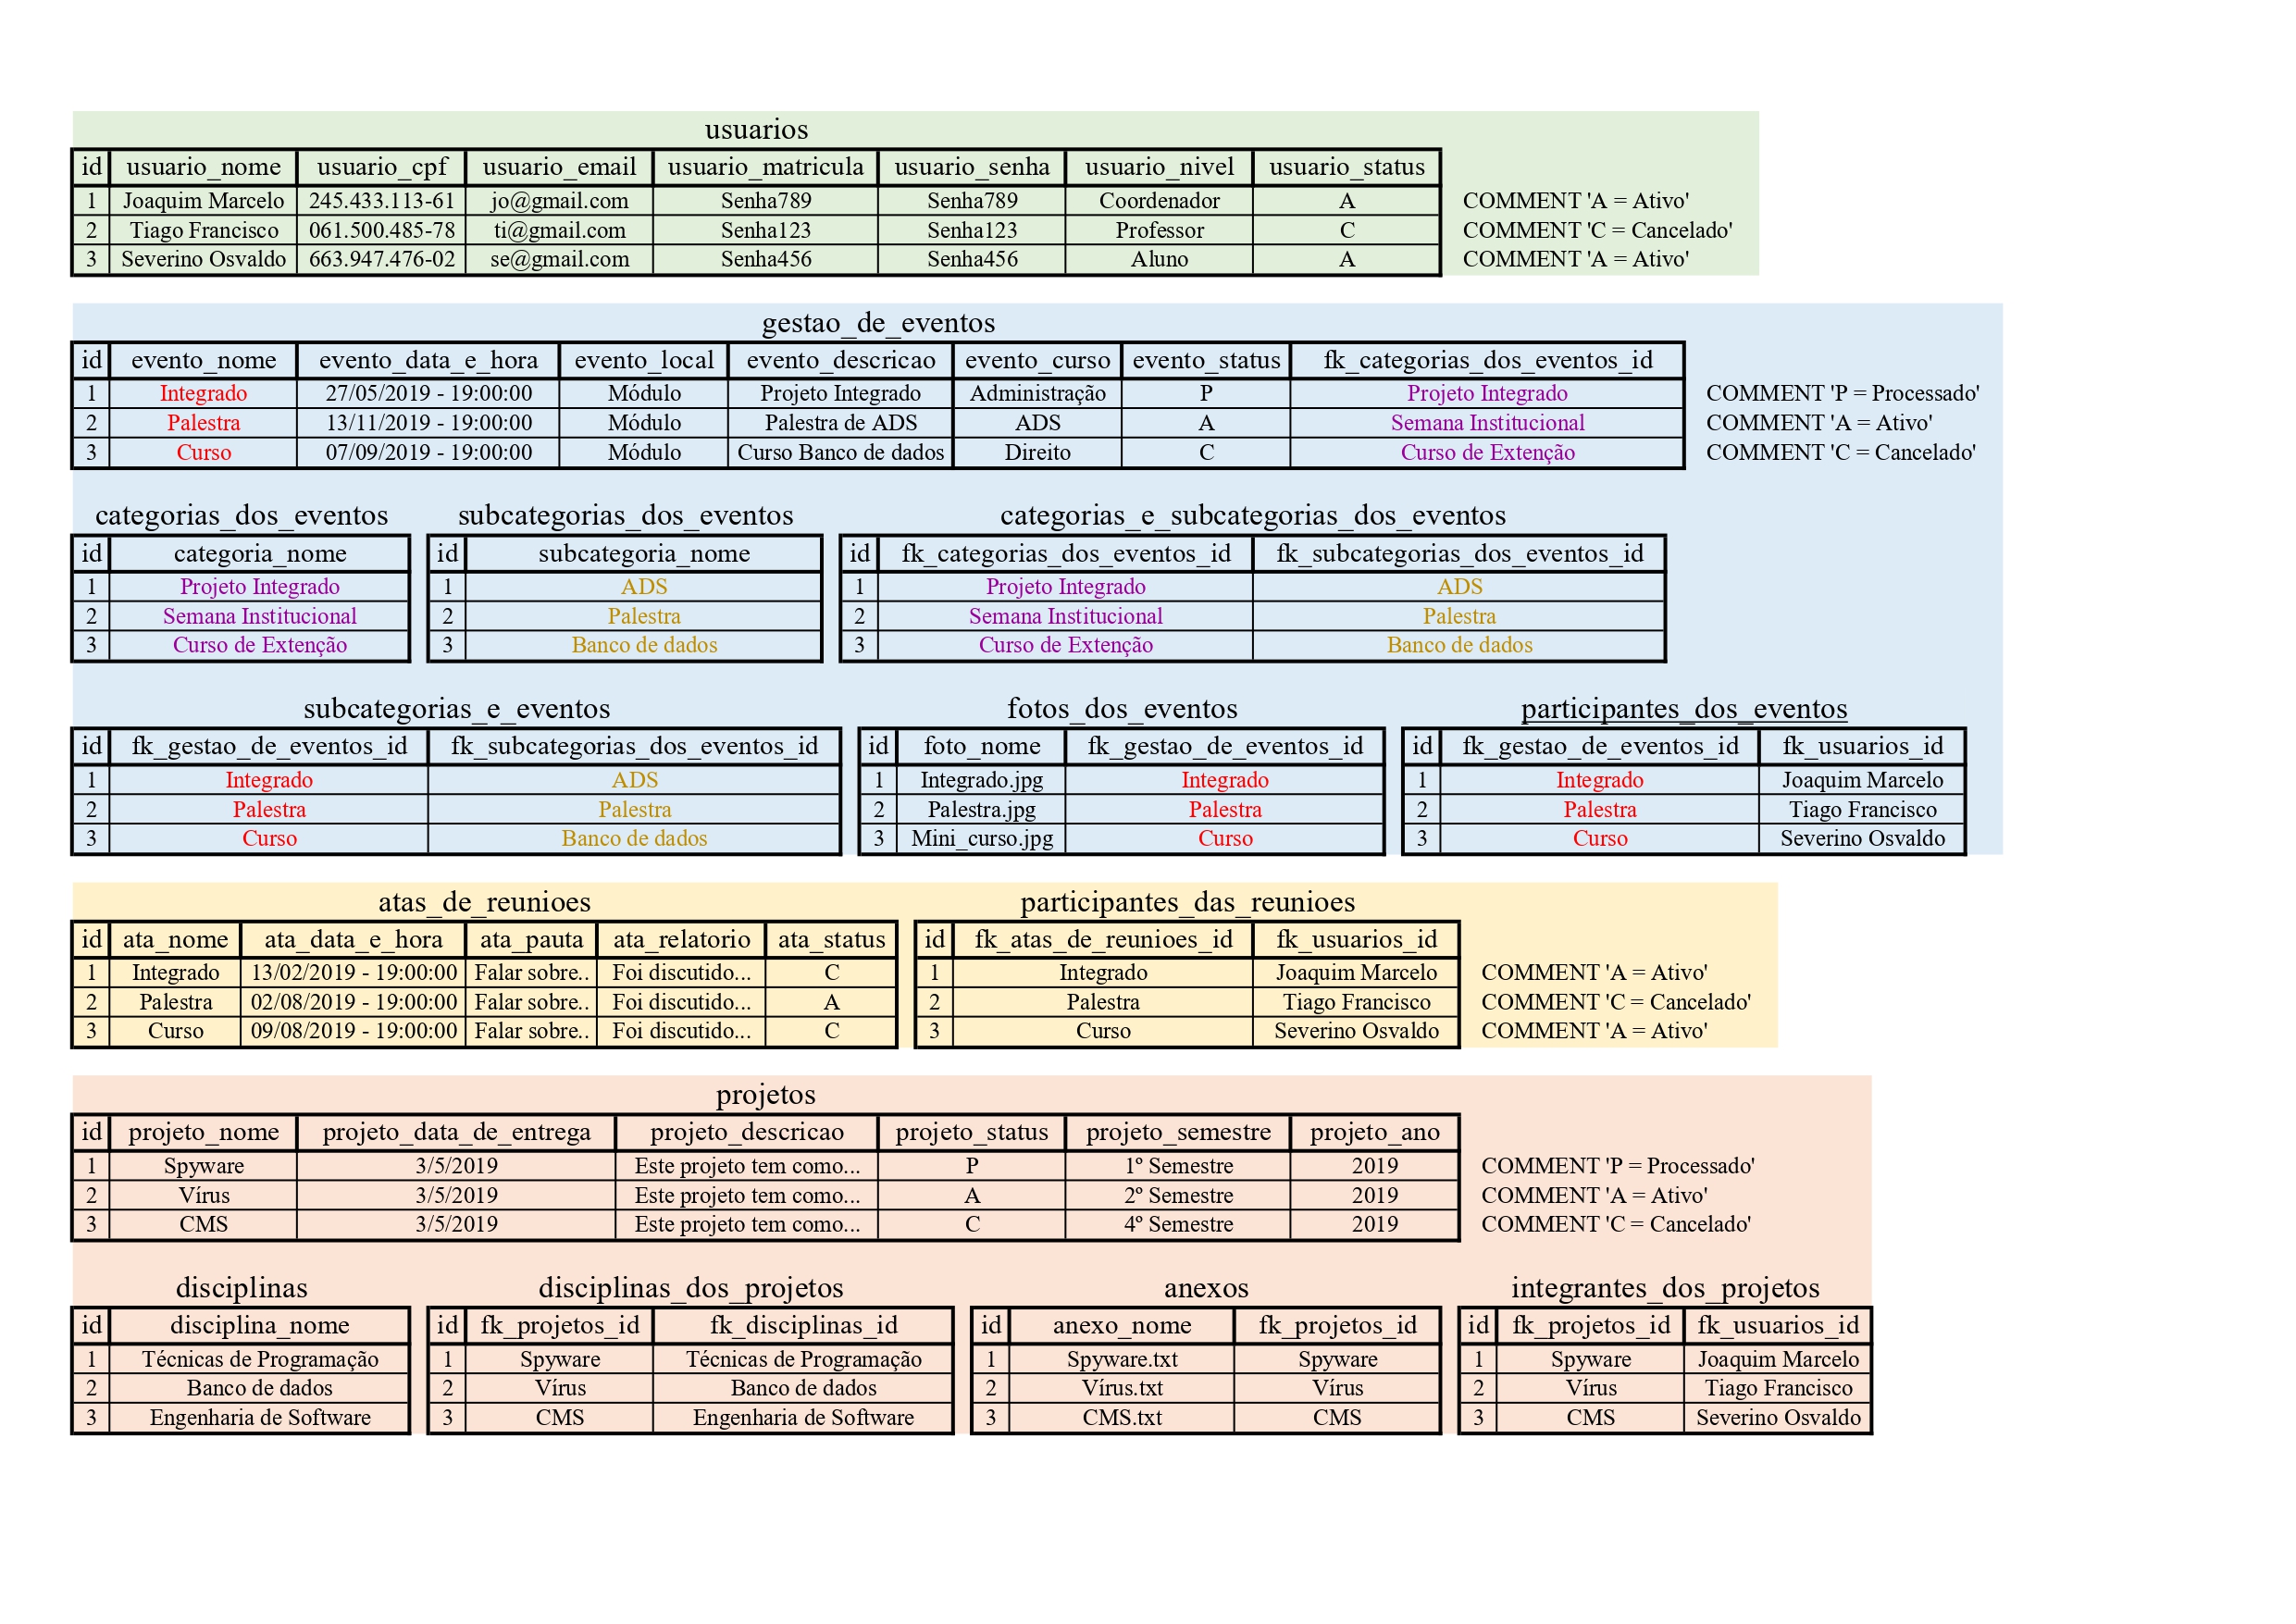 usuarios
id usuario_nome usuario_cpf usuario_email usuario_matricula usuario_senha usuario_nivel usuario_status
1 Joaquim Marcelo 245.433.113-61 jo@gmail.com Senha789 Senha789 Coordenador A COMMENT 'A = Ativo'
2 Tiago Francisco 061.500.485-78 ti@gmail.com Senha123 Senha123 Professor C COMMENT 'C = Cancelado'
3 Severino Osvaldo 663.947.476-02 se@gmail.com Senha456 Senha456 Aluno A COMMENT 'A = Ativo'
gestao_de_eventos
id evento_nome evento_data_e_hora evento_local evento_descricao evento_curso evento_status fk_categorias_dos_eventos_id
1 Integrado 27/05/2019 - 19:00:00 Módulo Projeto Integrado Administração P Projeto Integrado COMMENT 'P = Processado'
2 Palestra 13/11/2019 - 19:00:00 Módulo Palestra de ADS ADS A Semana Institucional COMMENT 'A = Ativo'
3 Curso 07/09/2019 - 19:00:00 Módulo Curso Banco de dados Direito C Curso de Extenção COMMENT 'C = Cancelado'
categorias_dos_eventos subcategorias_dos_eventos categorias_e_subcategorias_dos_eventos
id categoria_nome id subcategoria_nome id fk_categorias_dos_eventos_id fk_subcategorias_dos_eventos_id
1 Projeto Integrado 1 ADS 1 Projeto Integrado ADS
2 Semana Institucional 2 Palestra 2 Semana Institucional Palestra
3 Curso de Extenção 3 Banco de dados 3 Curso de Extenção Banco de dados
subcategorias_e_eventos fotos_dos_eventos participantes_dos_eventos
id fk_gestao_de_eventos_id fk_subcategorias_dos_eventos_id id foto_nome fk_gestao_de_eventos_id id fk_gestao_de_eventos_id fk_usuarios_id
1 Integrado ADS 1 Integrado.jpg Integrado 1 Integrado Joaquim Marcelo
2 Palestra Palestra 2 Palestra.jpg Palestra 2 Palestra Tiago Francisco
3 Curso Banco de dados 3 Mini_curso.jpg Curso 3 Curso Severino Osvaldo
atas_de_reunioes participantes_das_reunioes
id ata_nome ata_data_e_hora ata_pauta ata_relatorio ata_status id fk_atas_de_reunioes_id fk_usuarios_id
1 Integrado 13/02/2019 - 19:00:00 Falar sobre.. Foi discutido... C 1 Integrado Joaquim Marcelo COMMENT 'A = Ativo'
2 Palestra 02/08/2019 - 19:00:00 Falar sobre.. Foi discutido... A 2 Palestra Tiago Francisco COMMENT 'C = Cancelado'
3 Curso 09/08/2019 - 19:00:00 Falar sobre.. Foi discutido... C 3 Curso Severino Osvaldo COMMENT 'A = Ativo'
projetos
id projeto_nome projeto_data_de_entrega projeto_descricao projeto_status projeto_semestre projeto_ano
1 Spyware 3/5/2019 Este projeto tem como... P 1º Semestre 2019 COMMENT 'P = Processado'
2 Vírus 3/5/2019 Este projeto tem como... A 2º Semestre 2019 COMMENT 'A = Ativo'
3 CMS 3/5/2019 Este projeto tem como... C 4º Semestre 2019 COMMENT 'C = Cancelado'
disciplinas disciplinas_dos_projetos anexos integrantes_dos_projetos
id disciplina_nome id fk_projetos_id fk_disciplinas_id id anexo_nome fk_projetos_id id fk_projetos_id fk_usuarios_id
1 Técnicas de Programação 1 Spyware Técnicas de Programação 1 Spyware.txt Spyware 1 Spyware Joaquim Marcelo
2 Banco de dados 2 Vírus Banco de dados 2 Vírus.txt Vírus 2 Vírus Tiago Francisco
3 Engenharia de Software 3 CMS Engenharia de Software 3 CMS.txt CMS 3 CMS Severino Osvaldo